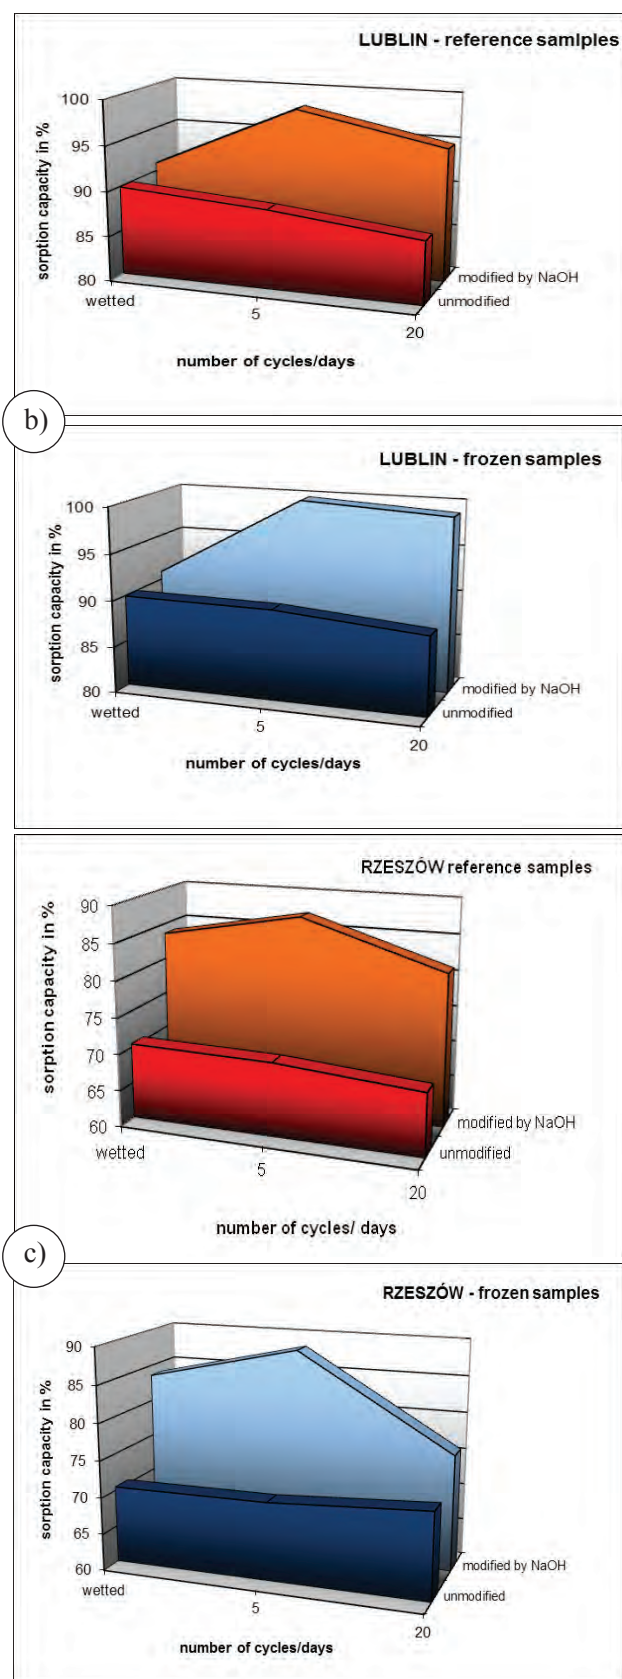 LUBLIN - reference samlples
100
95
90
85
80
sorption capacity in %
wetted
5
20
modified by NaOH
unmodified
number of cycles/days
b)
LUBLIN - frozen samples
100
95
90
85
80
sorption capacity in %
wetted
5
20
modified by NaOH
unmodified
number of cycles/days
RZESZÓW reference samples
90
85
80
75
70
65
60
sorption capacity in %
wetted
5
20
modified by NaOH
unmodified
number of cycles/ days
c)
RZESZÓW - frozen samples
90
85
80
75
70
65
60
sorption capacity in %
wetted
5
20
modified by NaOH
unmodified
number of cycles/days